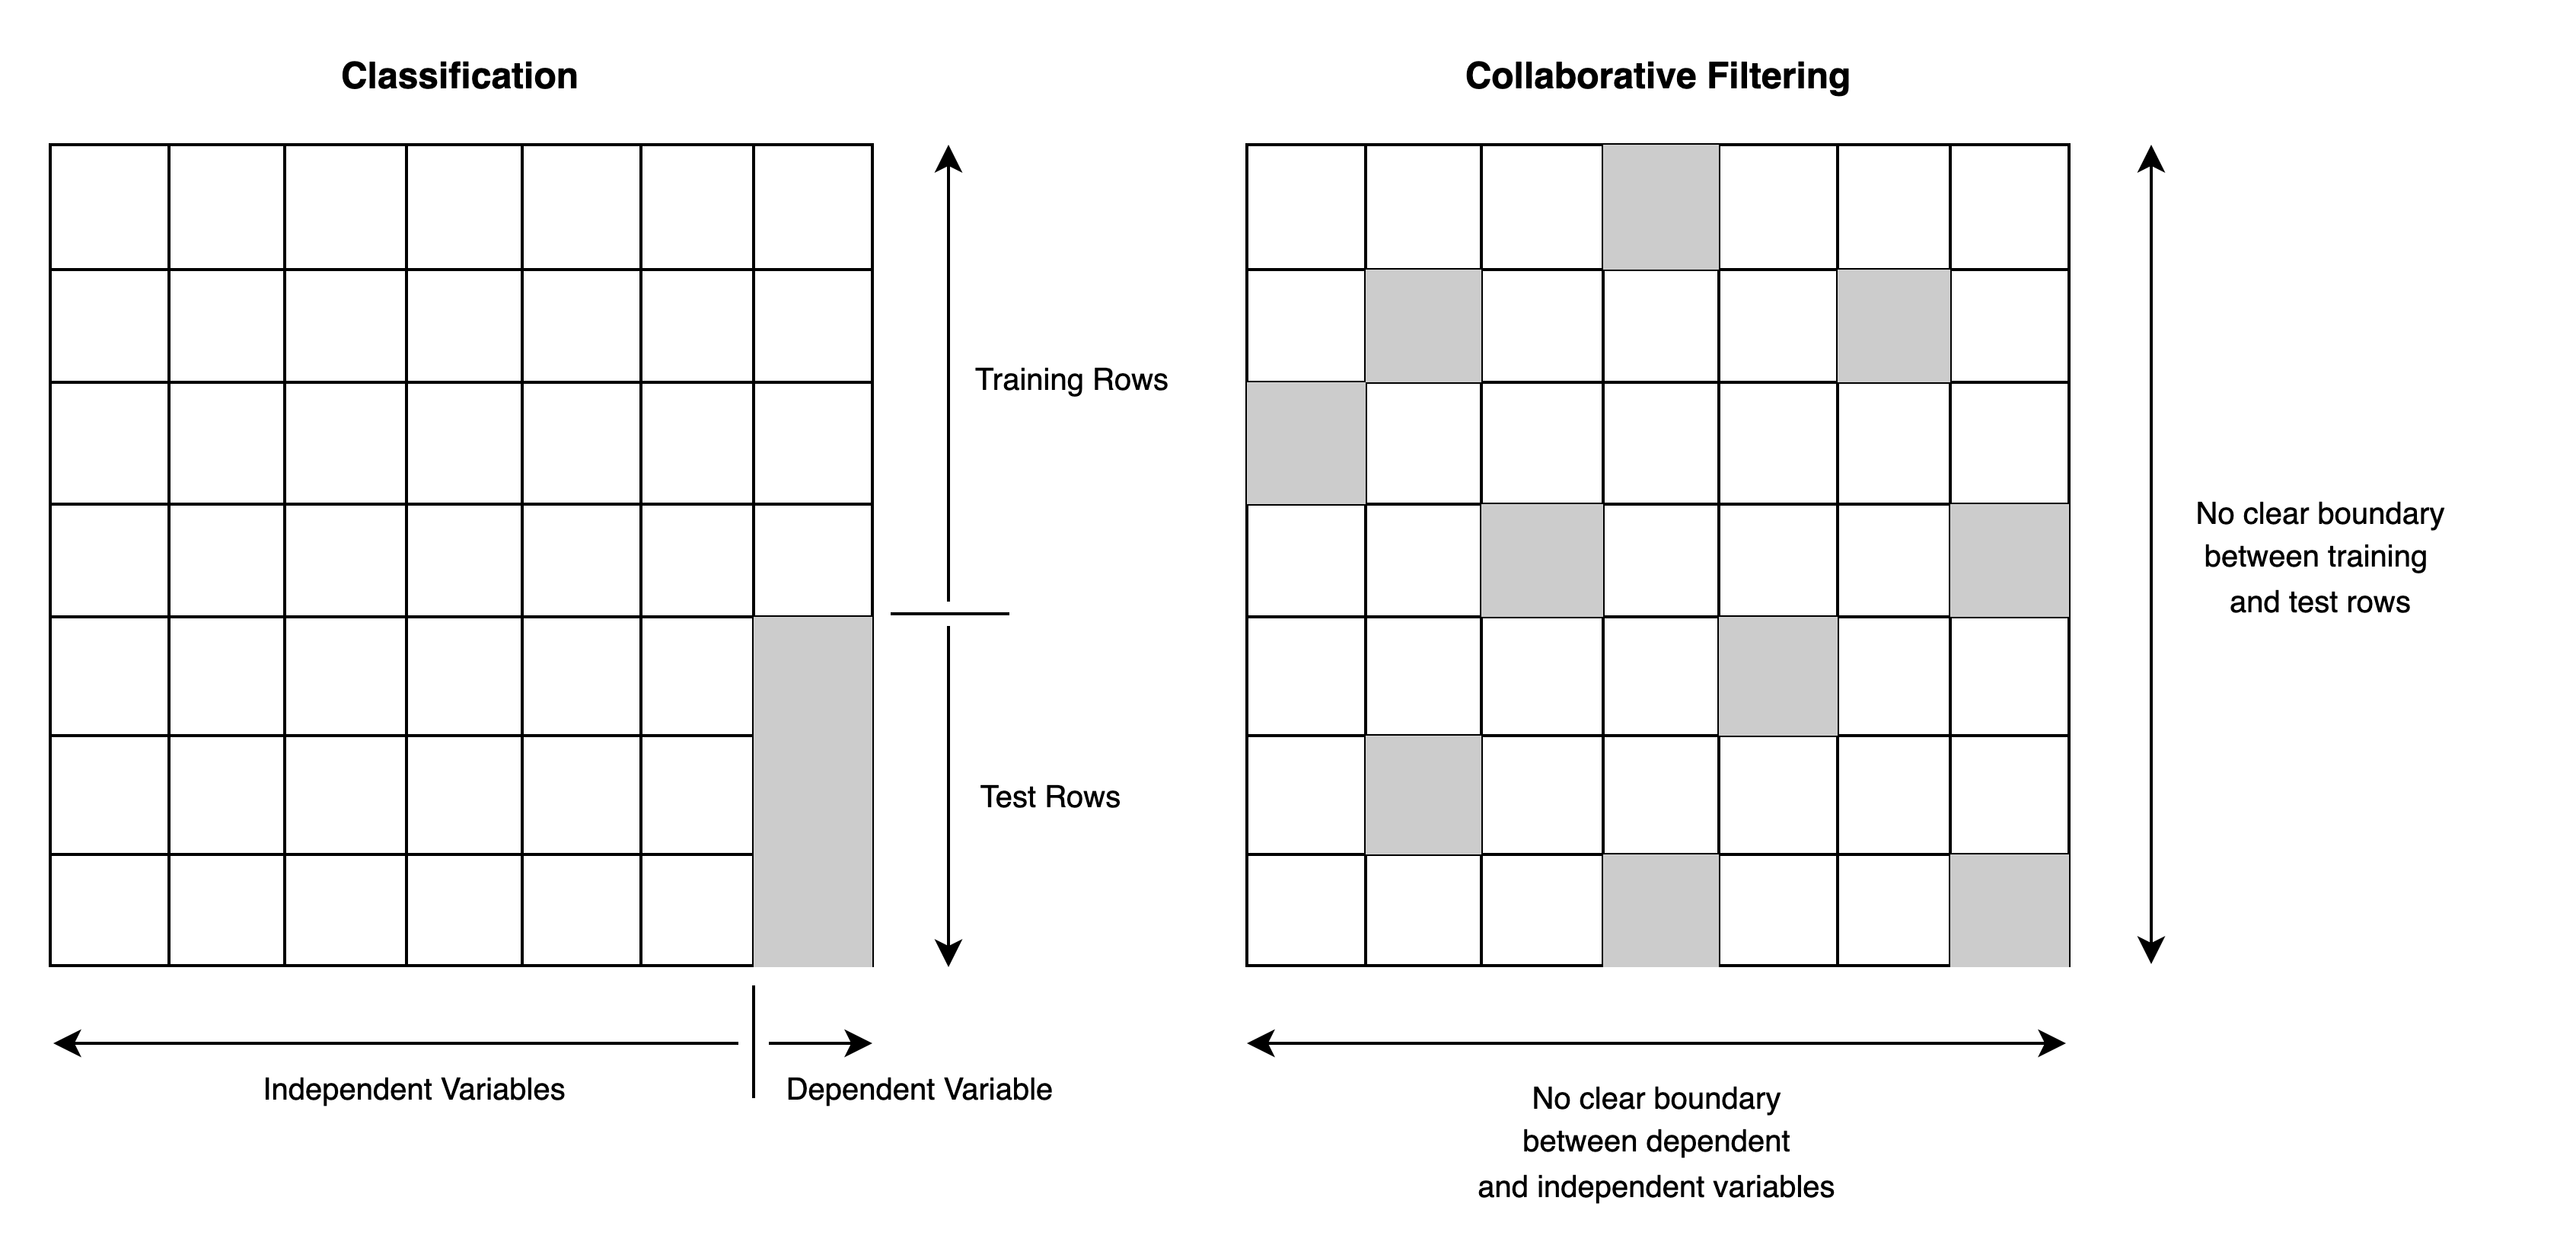 Classification
Training Rows
Test Rows
Independent Variables
Dependent Variable
Collaborative Filtering
No clear boundary
between training
and test rows
No clear boundary
between dependent
and independent variables